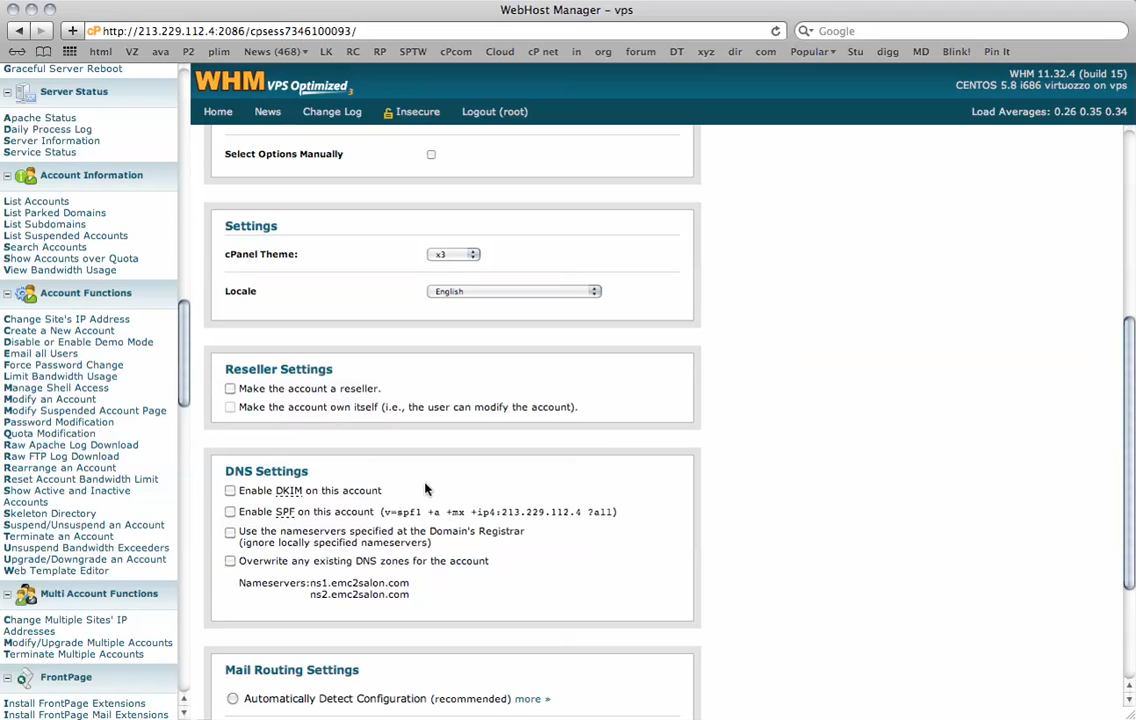 WebHost Manager – vps
cP http://213.229.112.4:2086/cpsess7346100093/
Google
html VZ ava P2 plim News (468) LK RC RP SPTW cPcom Cloud cP net in org forum DT xyz dir com Popular Stu digg MD Blink! Pin It
Graceful Server Reboot
Server Status
Apache Status
Daily Process Log
Server Information
Service Status
Account Information
List Accounts
List Parked Domains
List Subdomains
List Suspended Accounts
Search Accounts
Show Accounts over Quota
View Bandwidth Usage
Account Functions
Change Site's IP Address
Create a New Account
Disable or Enable Demo Mode
Email all Users
Force Password Change
Limit Bandwidth Usage
Manage Shell Access
Modify an Account
Modify Suspended Account Page
Password Modification
Quota Modification
Raw Apache Log Download
Raw FTP Log Download
Rearrange an Account
Reset Account Bandwidth Limit
Show Active and Inactive
Accounts
Skeleton Directory
Suspend/Unsuspend an Account
Terminate an Account
Unsuspend Bandwidth Exceeders
Upgrade/Downgrade an Account
Web Template Editor
Multi Account Functions
Change Multiple Sites' IP
Addresses
Modify/Upgrade Multiple Accounts
Terminate Multiple Accounts
FrontPage
Install FrontPage Extensions
Install FrontPage Mail Extensions
WHM VPS Optimized 3
WHM 11.32.4 (build 15)
CENTOS 5.8 i686 virtuozzo on vps
Home News Change Log Insecure Logout (root)
Load Averages: 0.26 0.35 0.34
Select Options Manually
Settings
cPanel Theme: x3
Locale English
Reseller Settings
Make the account a reseller.
Make the account own itself (i.e., the user can modify the account).
DNS Settings
Enable DKIM on this account
Enable SPF on this account (v=spf1 +a +mx +ip4:213.229.112.4 ?all)
Use the nameservers specified at the Domain's Registrar
(ignore locally specified nameservers)
Overwrite any existing DNS zones for the account
Nameservers:ns1.emc2salon.com
ns2.emc2salon.com
Mail Routing Settings
Automatically Detect Configuration (recommended) more »